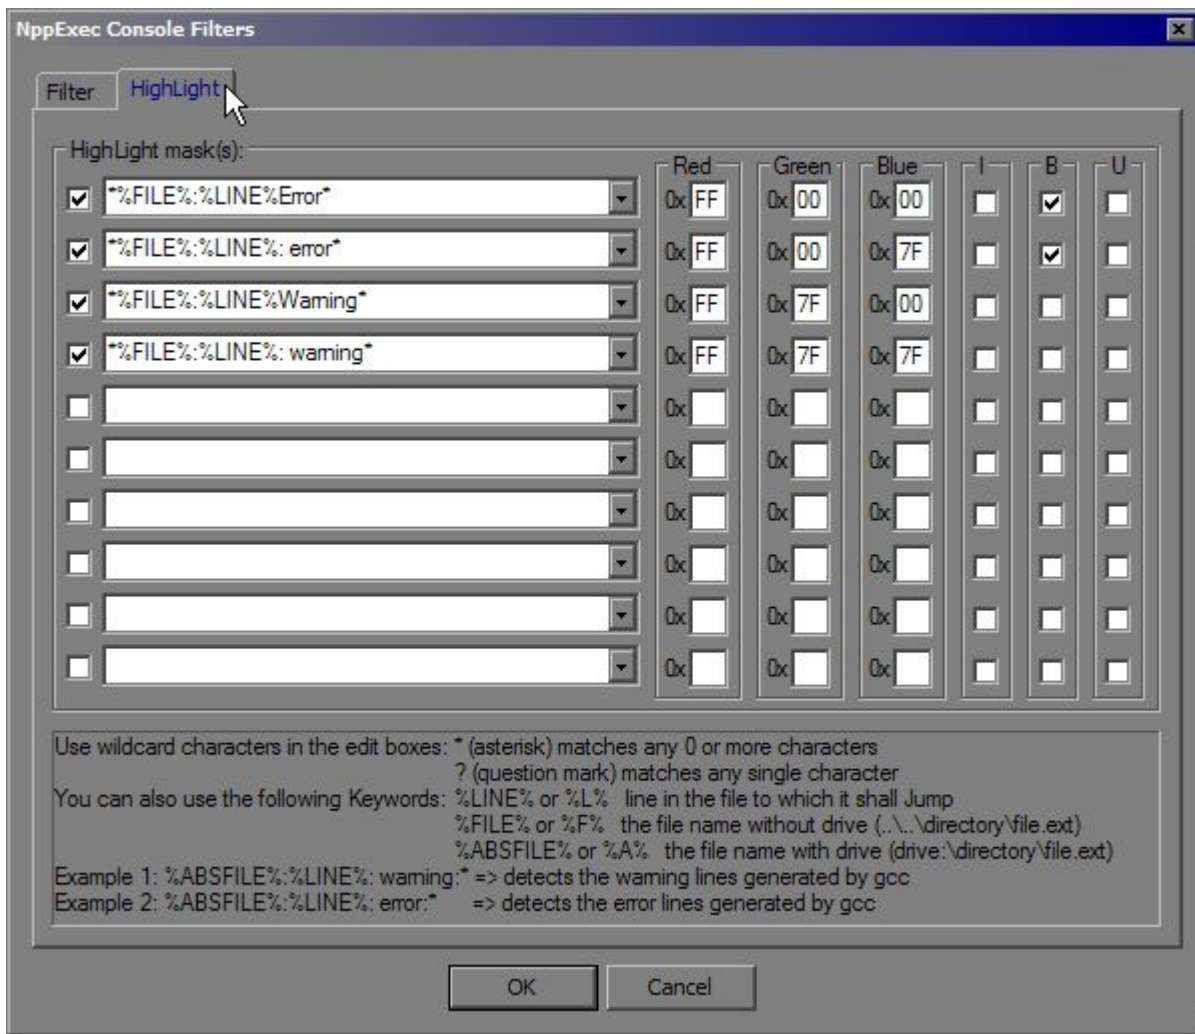 NppExec Console Filters
Filter HighLight
HighLight mask(s): Red Green Blue I B U
*%FILE%:%LINE%Error* 0x FF 0x 00 0x 00
*%FILE%:%LINE%: error* 0x FF 0x 00 0x 7F
*%FILE%:%LINE%Warning* 0x FF 0x 7F 0x 00
*%FILE%:%LINE%: warning* 0x FF 0x 7F 0x 7F
0x 0x 0x
0x 0x 0x
0x 0x 0x
0x 0x 0x
0x 0x 0x
0x 0x 0x
Use wildcard characters in the edit boxes: * (asterisk) matches any 0 or more characters
? (question mark) matches any single character
You can also use the following Keywords: %LINE% or %L% line in the file to which it shall Jump
%FILE% or %F% the file name without drive (..\..\directory\file.ext)
%ABSFILE% or %A% the file name with drive (drive:\directory\file.ext)
Example 1: %ABSFILE%:%LINE%: warning:* => detects the warning lines generated by gcc
Example 2: %ABSFILE%:%LINE%: error:* => detects the error lines generated by gcc
OK Cancel